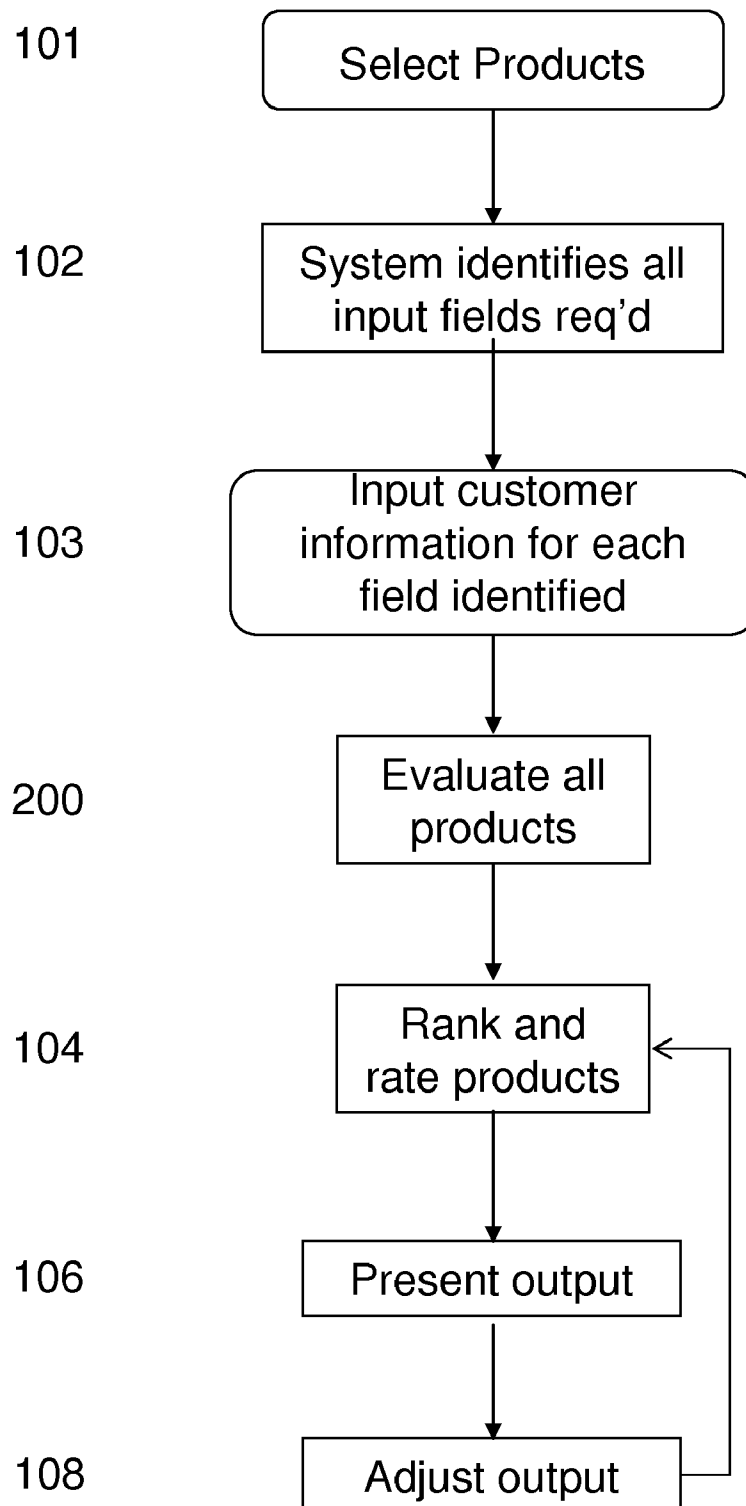 101
Select Products
102
System identifies all
input fields req’d
103
Input customer
information for each
field identified
200
Evaluate all
products
104
Rank and
rate products
106
Present output
108
Adjust output